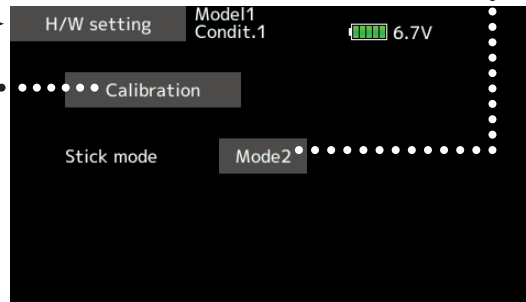 H/W setting
Model1
Condit.1
6.7V
Calibration
Stick mode
Mode2